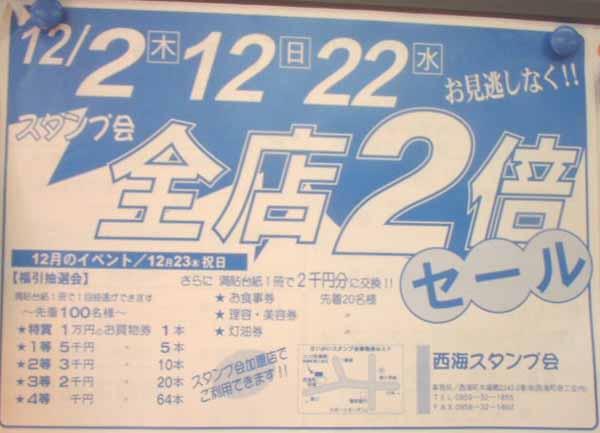 12/2木12日22水
お見逃しなく!!
スタンプ会
全店2倍
セール
12月のイベント/12月23木祝日
【福引抽選会】
満貼台紙1冊で1回抽選ができます
～先着100名様～
★特賞 1万円のお買物券 1本
★1等 5千円 〃 5本
★2等 3千円 〃 10本
★3等 2千円 〃 20本
★4等 千円 〃 64本
さらに 満貼台紙1冊で2千円分に交換!!
★お食事券 先着20名様
★理容・美容券 〃
★灯油券 〃
スタンプ会加盟店で
ご利用できます!!
西海スタンプ会